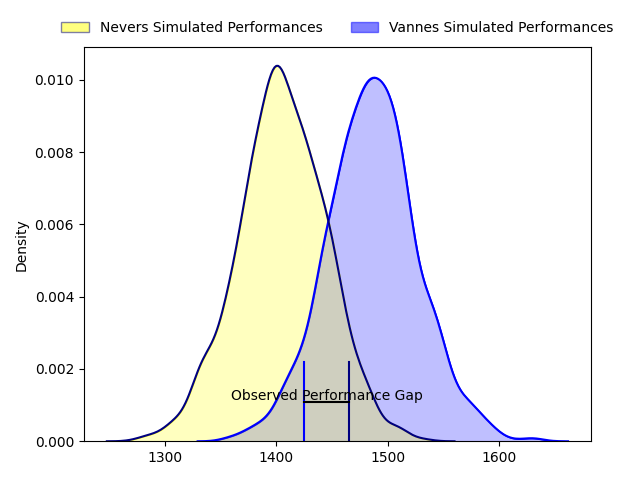 Nevers Simulated Performances Vannes Simulated Performances
0.010
0.008
0.006
Density
0.004
0.002
Observed Performance Gap
0.000
1300 1400 1500 1600